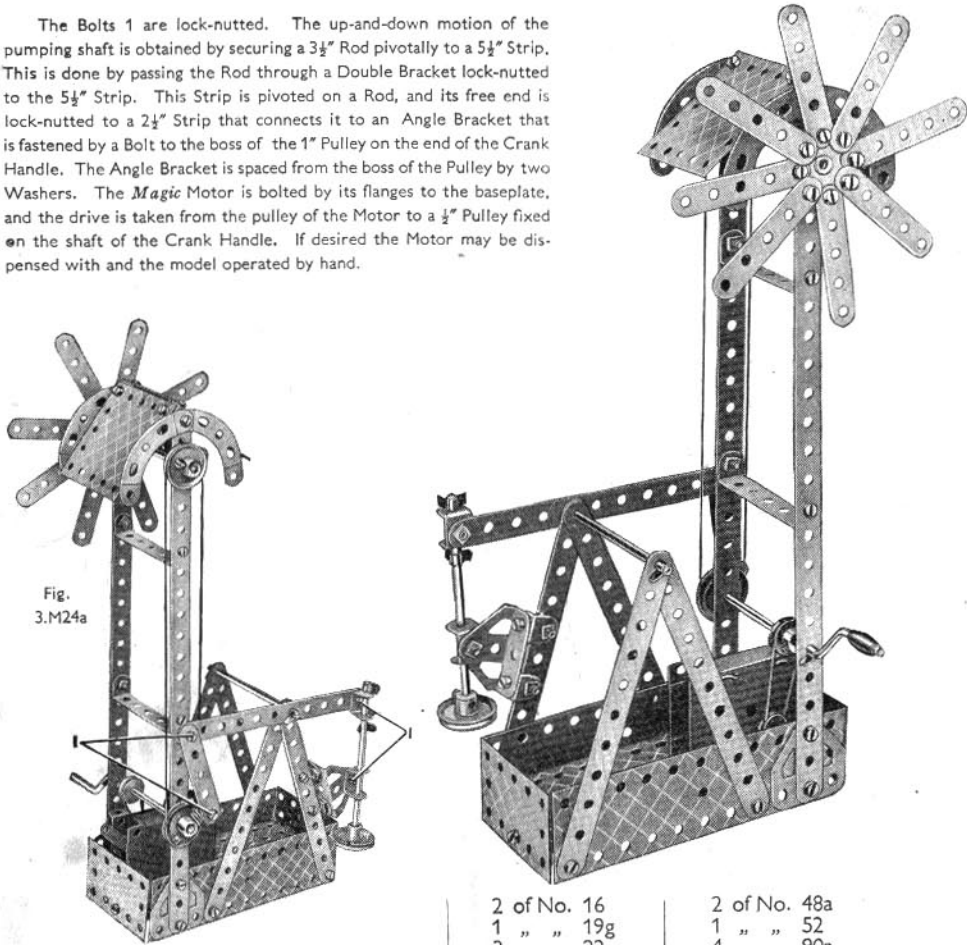 The Bolts 1 are lock-nutted. The up-and-down motion of the
pumping shaft is obtained by securing a 3½″ Rod pivotally to a 5½″ Strip.
This is done by passing the Rod through a Double Bracket lock-nutted
to the 5½″ Strip. This Strip is pivoted on a Rod, and its free end is
lock-nutted to a 2½″ Strip that connects it to an Angle Bracket that
is fastened by a Bolt to the boss of the 1″ Pulley on the end of the Crank
Handle. The Angle Bracket is spaced from the boss of the Pulley by two
Washers. The Magic Motor is bolted by its flanges to the baseplate,
and the drive is taken from the pulley of the Motor to a ½″ Pulley fixed
on the shaft of the Crank Handle. If desired the Motor may be dis-
pensed with and the model operated by hand.
Fig.
3.M24a
1
1
2 of No. 16
1 „ „ 19g
2 of No. 48a
1 „ „ 52